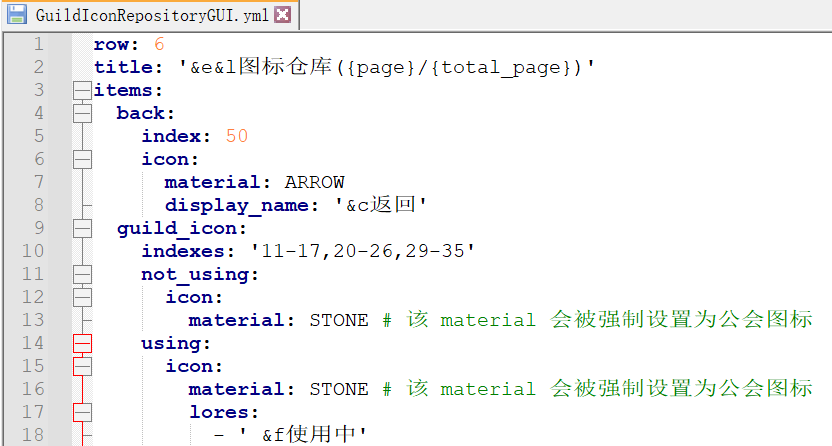 GuildIconRepositoryGUI.yml
1 row: 6
2 title: '&e&l图标仓库({page}/{total_page})'
3 items:
4   back:
5     index: 50
6     icon:
7       material: ARROW
8       display_name: '&c返回'
9   guild_icon:
10     indexes: '11-17,20-26,29-35'
11     not_using:
12       icon:
13         material: STONE # 该 material 会被强制设置为公会图标
14     using:
15       icon:
16         material: STONE # 该 material 会被强制设置为公会图标
17         lores:
18           - ' &f使用中'